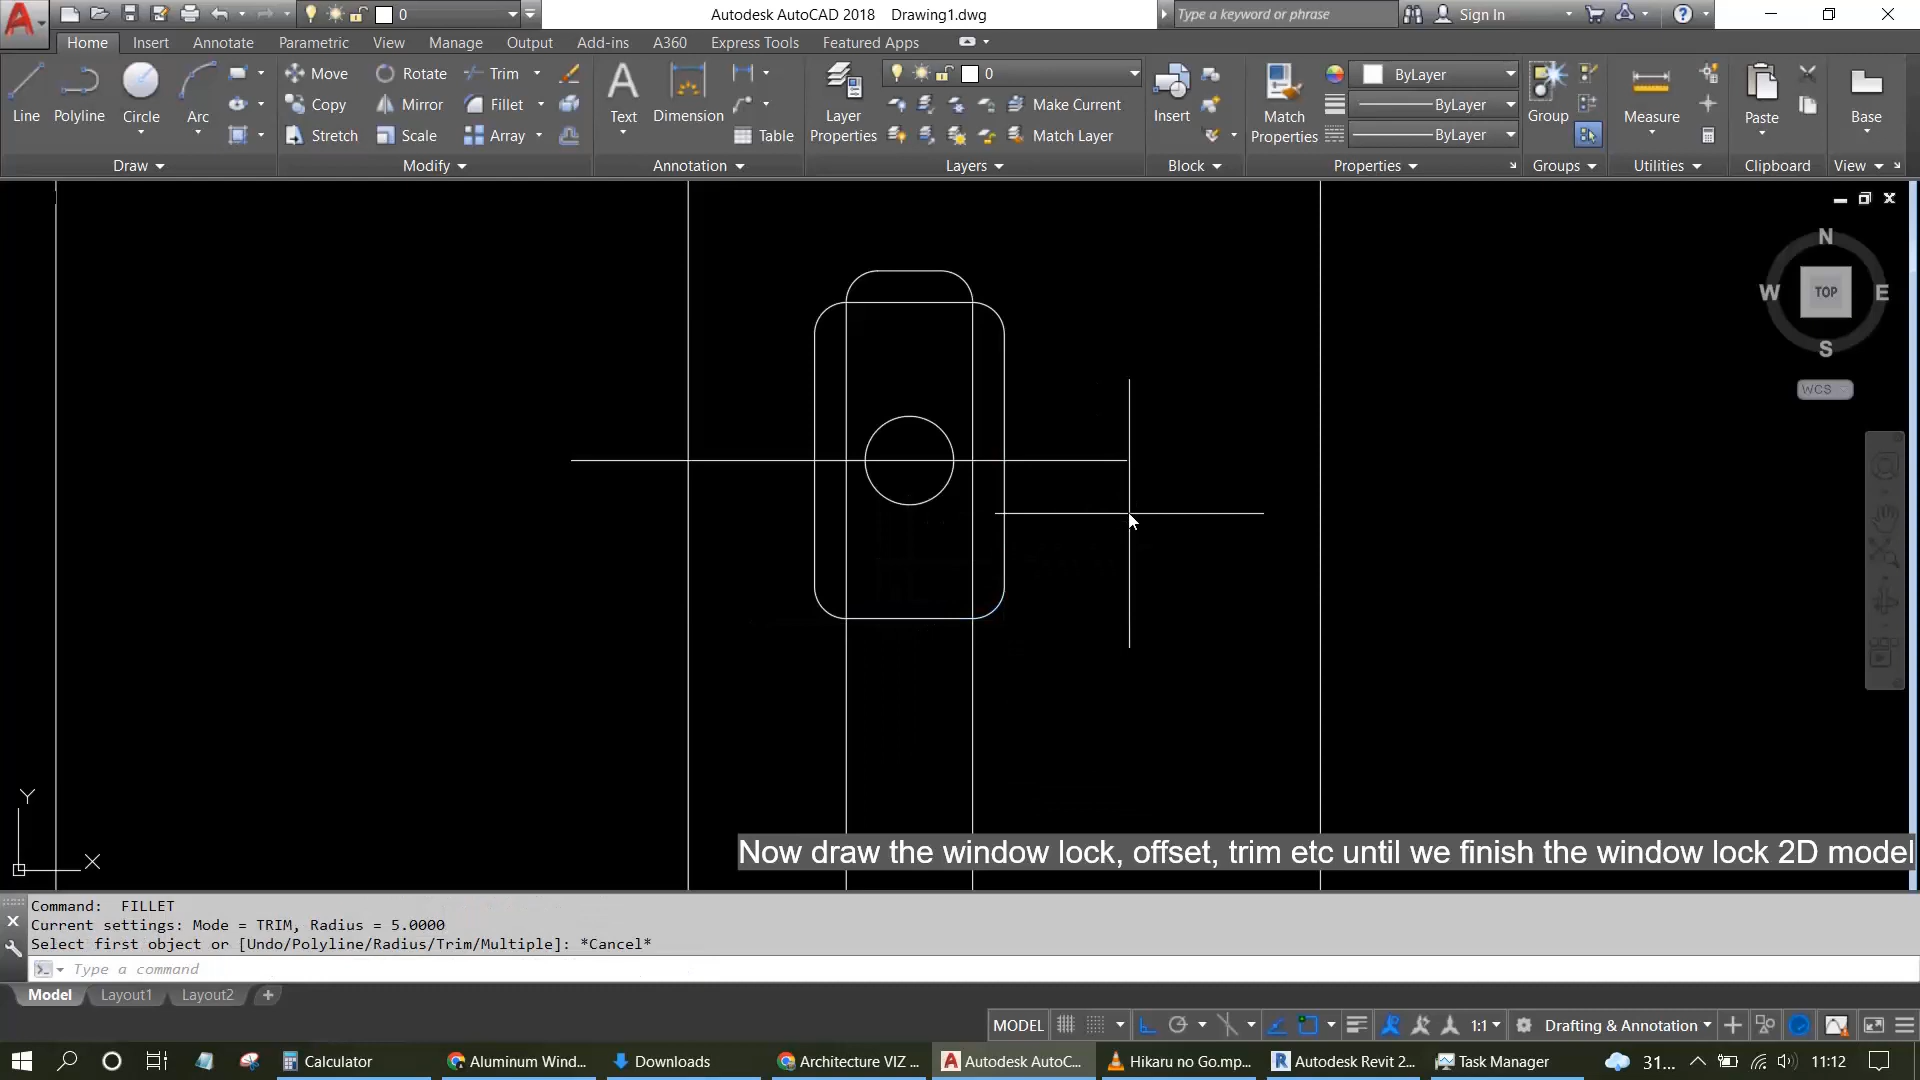 Autodesk AutoCAD 2018 Drawing1.dwg
0
Type a keyword or phrase
Sign In
Home Insert Annotate Parametric View Manage Output Add-ins A360 Express Tools Featured Apps
Line Polyline Circle Arc
Move Rotate Trim
Copy Mirror Fillet
Stretch Scale Array
Text Dimension Table
Layer Properties
0
Make Current
Match Layer
Insert
Match Properties
ByLayer
ByLayer
ByLayer
Group
Measure
Paste
Base
Draw Modify Annotation Layers Block Properties Groups Utilities Clipboard View
N
W TOP E
S
WCS
Y
X
Now draw the window lock, offset, trim etc until we finish the window lock 2D model
Command: FILLET
Current settings: Mode = TRIM, Radius = 5.0000
Select first object or [Undo/Polyline/Radius/Trim/Multiple]: *Cancel*
Type a command
Model Layout1 Layout2
MODEL 1:1 Drafting & Annotation
Calculator Aluminum Wind... Downloads Architecture VIZ ... Autodesk AutoC... Hikaru no Go.mp... Autodesk Revit 2... Task Manager 31... 11:12